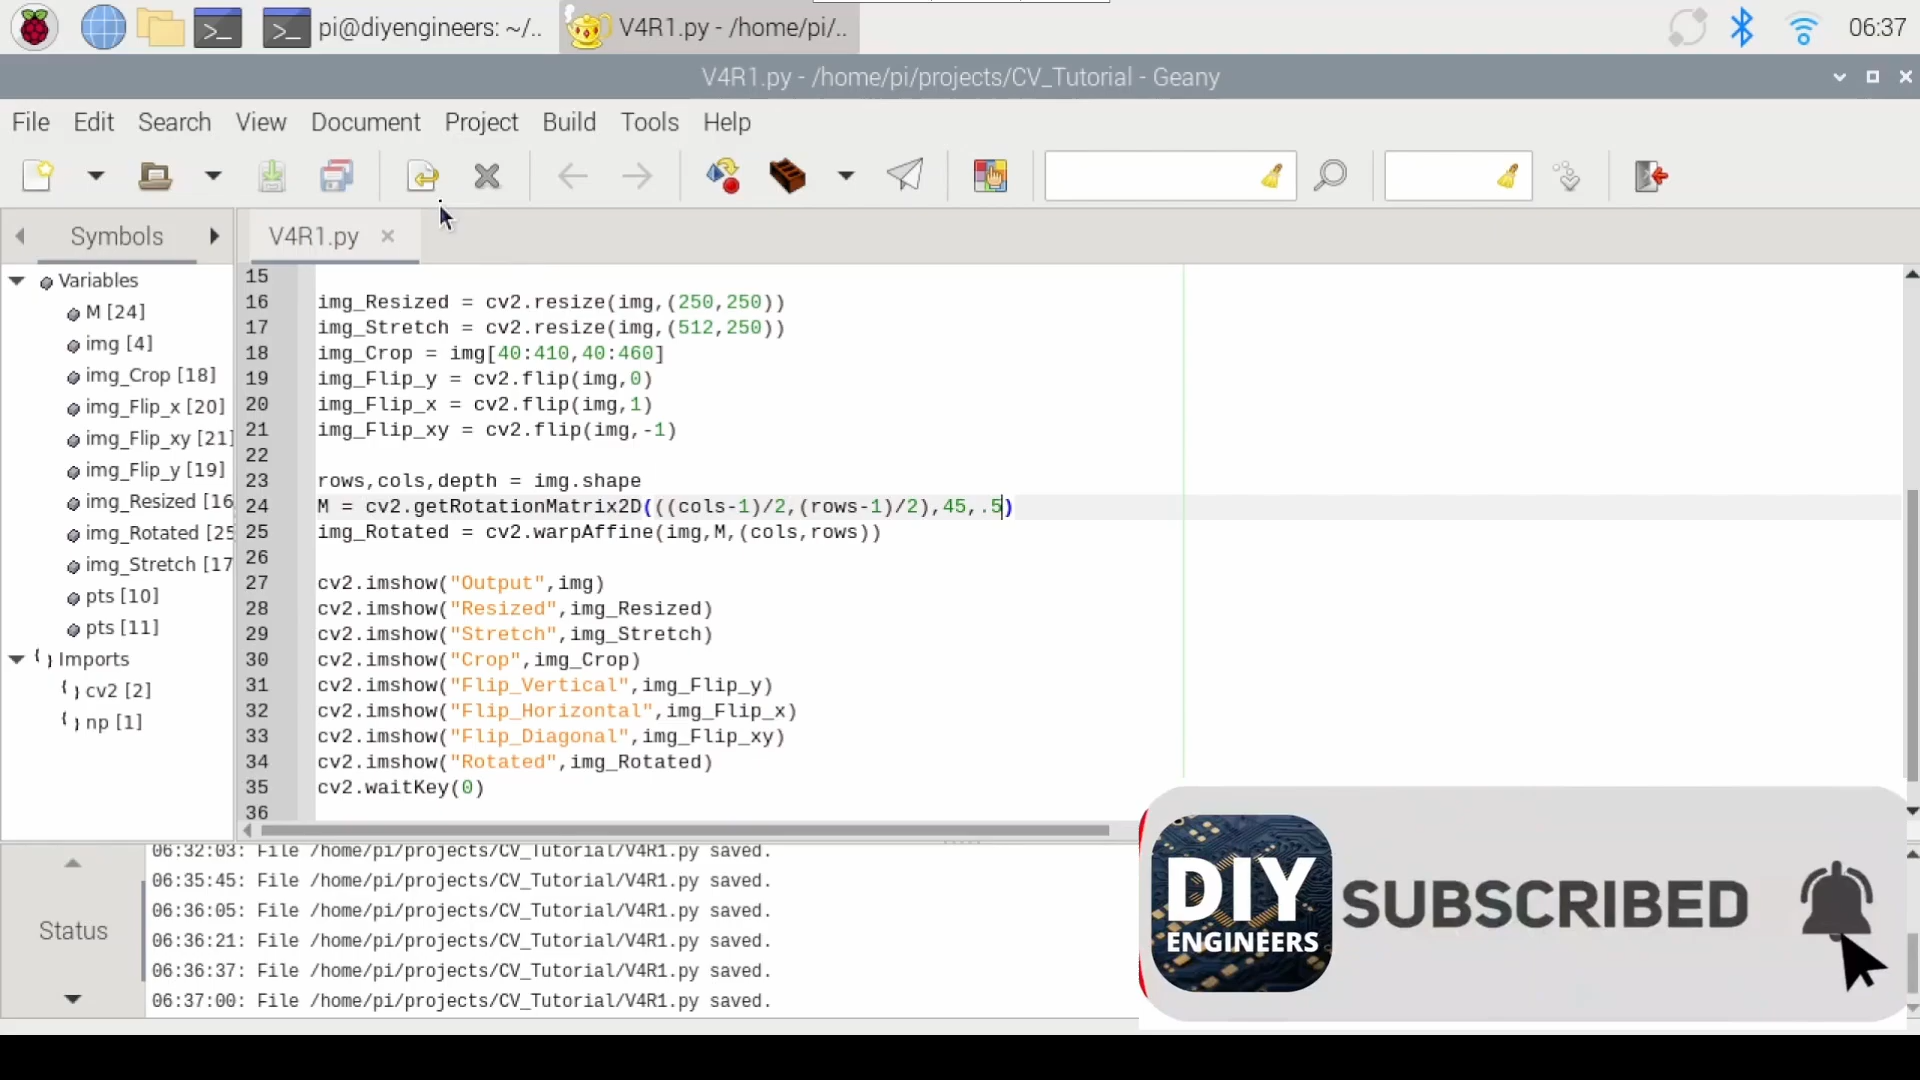 pi@diyengineers: ~/..
V4R1.py - /home/pi/..
06:37
V4R1.py - /home/pi/projects/CV_Tutorial - Geany
File Edit Search View Document Project Build Tools Help
Symbols
V4R1.py
Variables
M [24]
img [4]
img_Crop [18]
img_Flip_x [20]
img_Flip_xy [21]
img_Flip_y [19]
img_Resized [16
img_Rotated [25
img_Stretch [17
pts [10]
pts [11]
Imports
cv2 [2]
np [1]
15
16 img_Resized = cv2.resize(img,(250,250))
17 img_Stretch = cv2.resize(img,(512,250))
18 img_Crop = img[40:410,40:460]
19 img_Flip_y = cv2.flip(img,0)
20 img_Flip_x = cv2.flip(img,1)
21 img_Flip_xy = cv2.flip(img,-1)
22
23 rows,cols,depth = img.shape
24 M = cv2.getRotationMatrix2D(((cols-1)/2,(rows-1)/2),45,.5)
25 img_Rotated = cv2.warpAffine(img,M,(cols,rows))
26
27 cv2.imshow("Output",img)
28 cv2.imshow("Resized",img_Resized)
29 cv2.imshow("Stretch",img_Stretch)
30 cv2.imshow("Crop",img_Crop)
31 cv2.imshow("Flip_Vertical",img_Flip_y)
32 cv2.imshow("Flip_Horizontal",img_Flip_x)
33 cv2.imshow("Flip_Diagonal",img_Flip_xy)
34 cv2.imshow("Rotated",img_Rotated)
35 cv2.waitKey(0)
36
Status
06:32:03: File /home/pi/projects/CV_Tutorial/V4R1.py saved.
06:35:45: File /home/pi/projects/CV_Tutorial/V4R1.py saved.
06:36:05: File /home/pi/projects/CV_Tutorial/V4R1.py saved.
06:36:21: File /home/pi/projects/CV_Tutorial/V4R1.py saved.
06:36:37: File /home/pi/projects/CV_Tutorial/V4R1.py saved.
06:37:00: File /home/pi/projects/CV_Tutorial/V4R1.py saved.
DIY
ENGINEERS
SUBSCRIBED